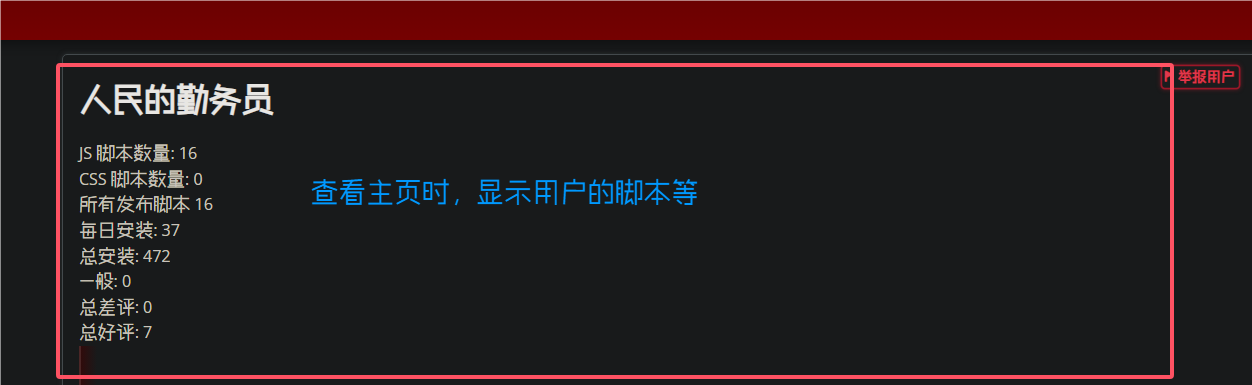 举报用户
人民的勤务员
JS 脚本数量: 16
CSS 脚本数量: 0
查看主页时，显示用户的脚本等
所有发布脚本 16
每日安装: 37
总安装: 472
一般: 0
总差评: 0
总好评: 7